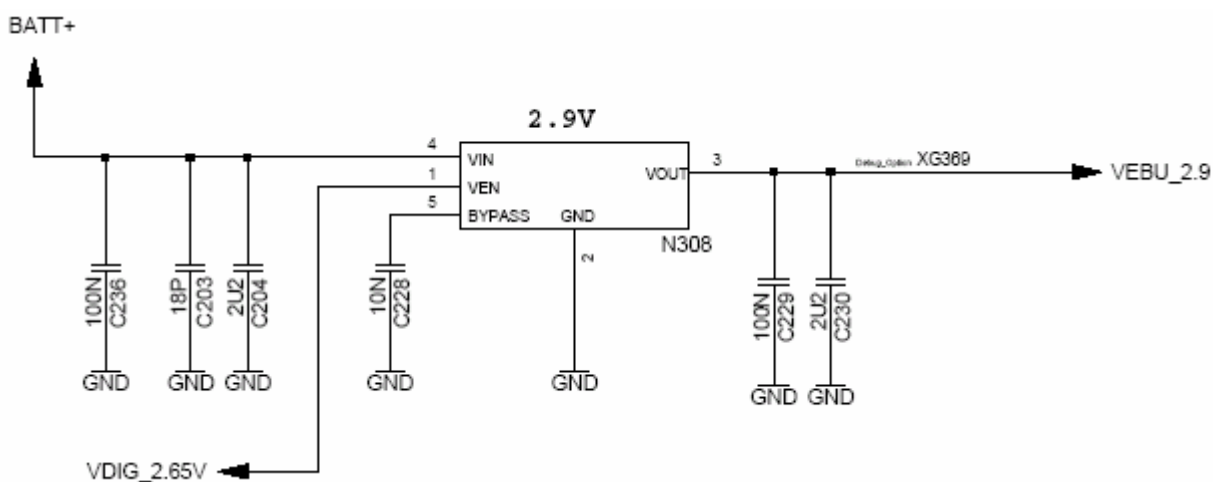 BATT+
2.9V
4
VIN
1
VEN
5
BYPASS
GND
VOUT
3
Debug_Option XG369
VEBU_2.9
N308
2
100N
C236
18P
C203
2U2
C204
10N
C228
100N
C229
2U2
C230
GND
GND
GND
GND
GND
GND
GND
VDIG_2.65V